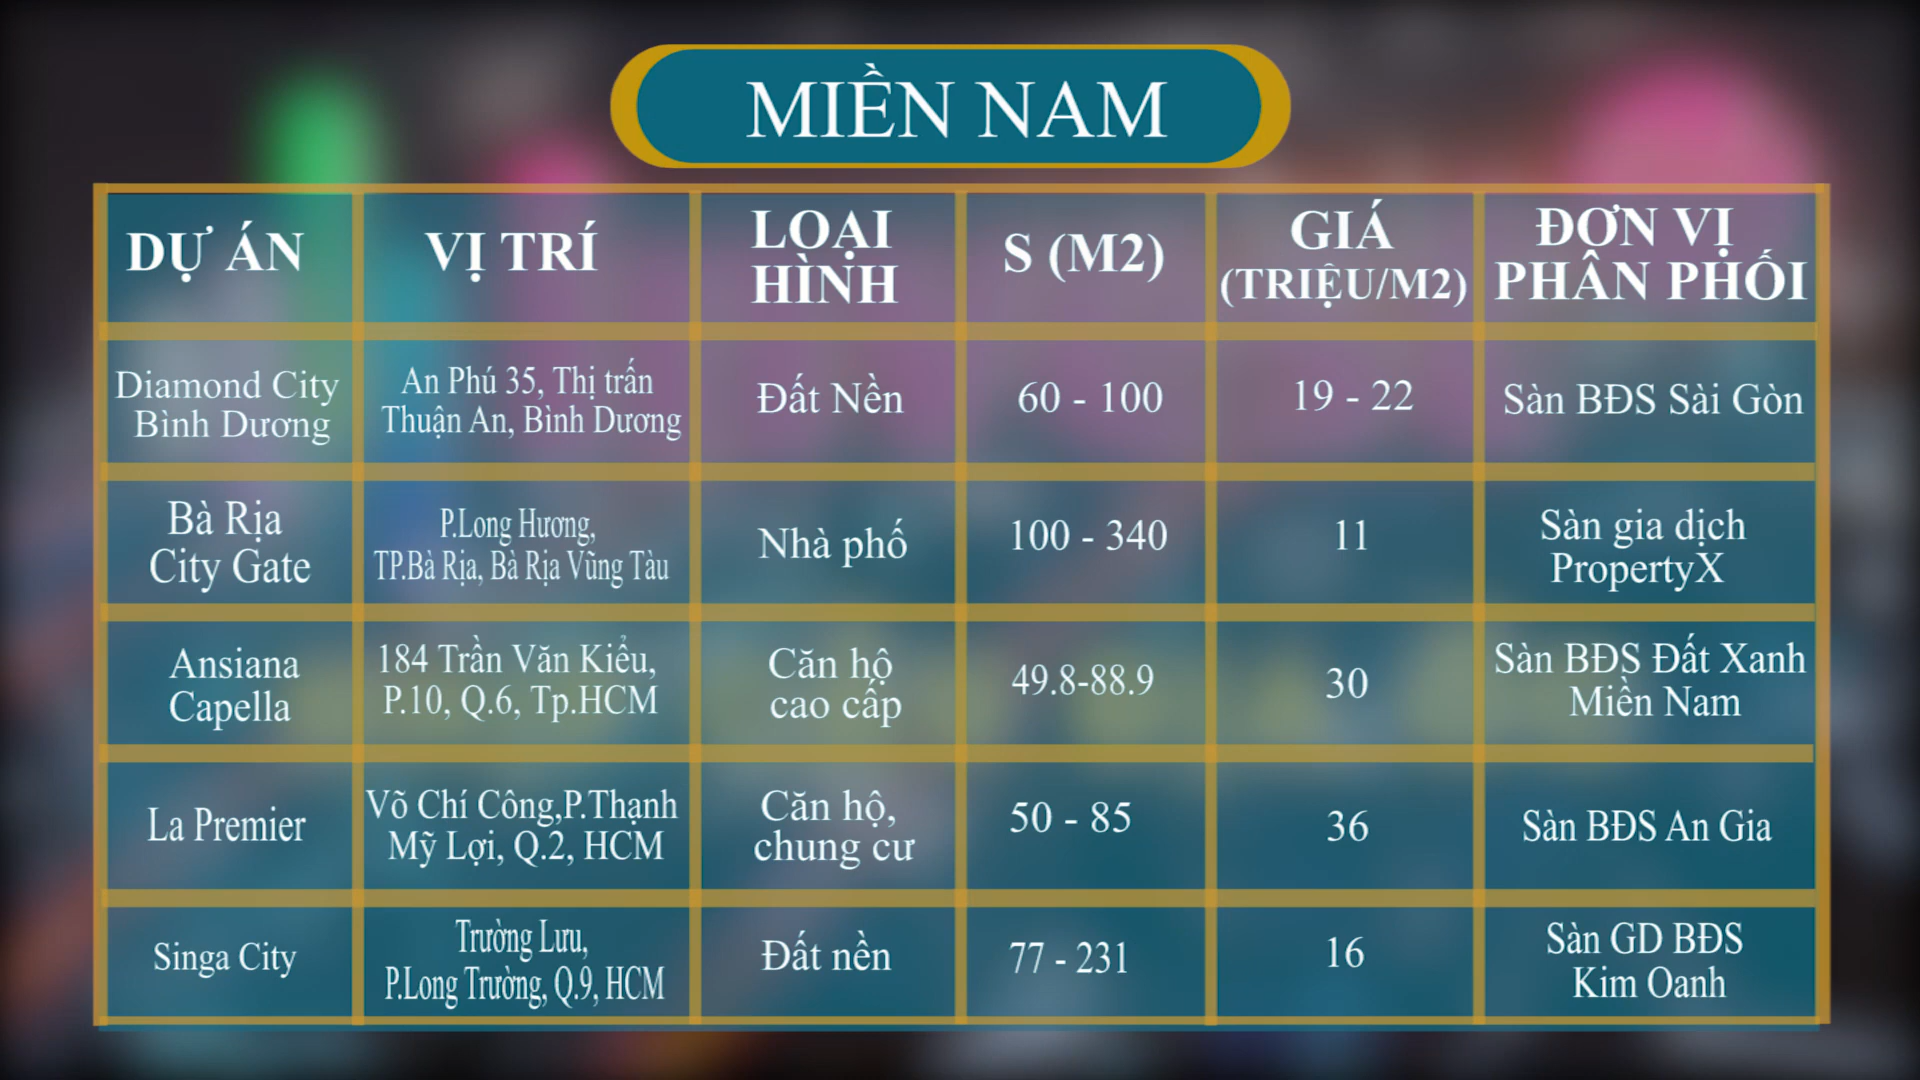 MIỀN NAM
DỰ ÁN
VỊ TRÍ
LOẠI
HÌNH
S (M2)
GIÁ
(TRIỆU/M2)
ĐƠN VỊ
PHÂN PHỐI
Diamond City
Bình Dương
An Phú 35, Thị trấn
Thuận An, Bình Dương
Đất Nền
60 - 100
19 - 22
Sàn BĐS Sài Gòn
Bà Rịa
City Gate
P.Long Hương,
TP.Bà Rịa, Bà Rịa Vũng Tàu
Nhà phố
100 - 340
11
Sàn gia dịch
PropertyX
Ansiana
Capella
184 Trần Văn Kiểu,
P.10, Q.6, Tp.HCM
Căn hộ
cao cấp
49.8-88.9
30
Sàn BĐS Đất Xanh
Miền Nam
La Premier
Võ Chí Công,P.Thạnh
Mỹ Lợi, Q.2, HCM
Căn hộ,
chung cư
50 - 85
36
Sàn BĐS An Gia
Singa City
Trường Lưu,
P.Long Trường, Q.9, HCM
Đất nền
77 - 231
16
Sàn GD BĐS
Kim Oanh